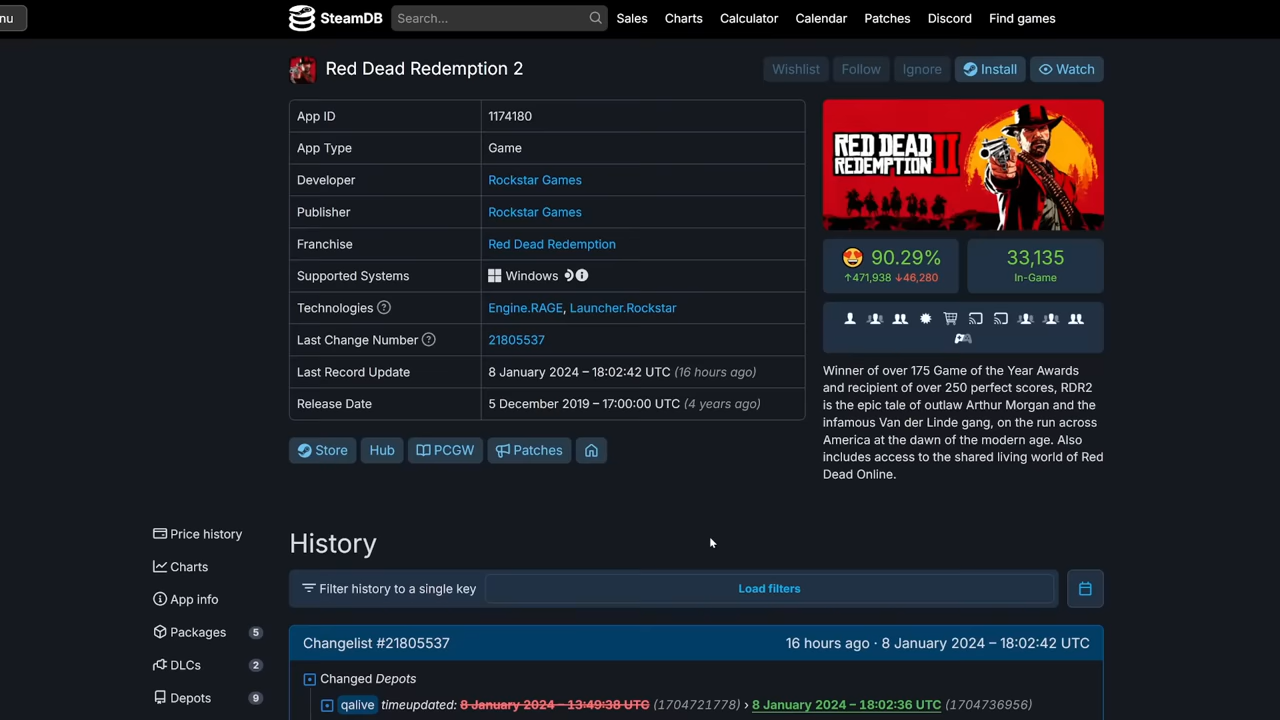 nu
SteamDB
Search...
Sales
Charts
Calculator
Calendar
Patches
Discord
Find games
Red Dead Redemption 2
Wishlist
Follow
Ignore
Install
Watch
App ID 1174180
App Type Game
Developer Rockstar Games
Publisher Rockstar Games
Franchise Red Dead Redemption
Supported Systems Windows
Technologies Engine.RAGE, Launcher.Rockstar
Last Change Number 21805537
Last Record Update 8 January 2024 – 18:02:42 UTC (16 hours ago)
Release Date 5 December 2019 – 17:00:00 UTC (4 years ago)
Store
Hub
PCGW
Patches
RED DEAD
REDEMPTION II
90.29%
↑471,938 ↓46,280
33,135
In-Game
Winner of over 175 Game of the Year Awards
and recipient of over 250 perfect scores, RDR2
is the epic tale of outlaw Arthur Morgan and the
infamous Van der Linde gang, on the run across
America at the dawn of the modern age. Also
includes access to the shared living world of Red
Dead Online.
Price history
Charts
App info
Packages 5
DLCs 2
Depots 9
History
Filter history to a single key
Load filters
Changelist #21805537
16 hours ago · 8 January 2024 – 18:02:42 UTC
Changed Depots
qalive timeupdated: 8 January 2024 – 13:49:38 UTC (1704721778) › 8 January 2024 – 18:02:36 UTC (1704736956)